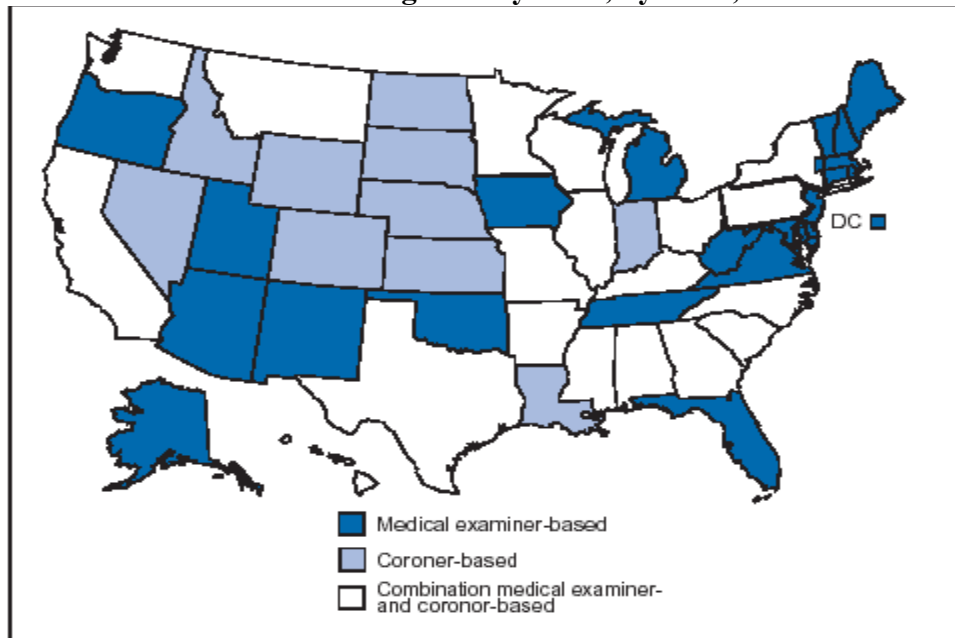 DC
Medical examiner-based
Coroner-based
Combination medical examiner-
and coronor-based